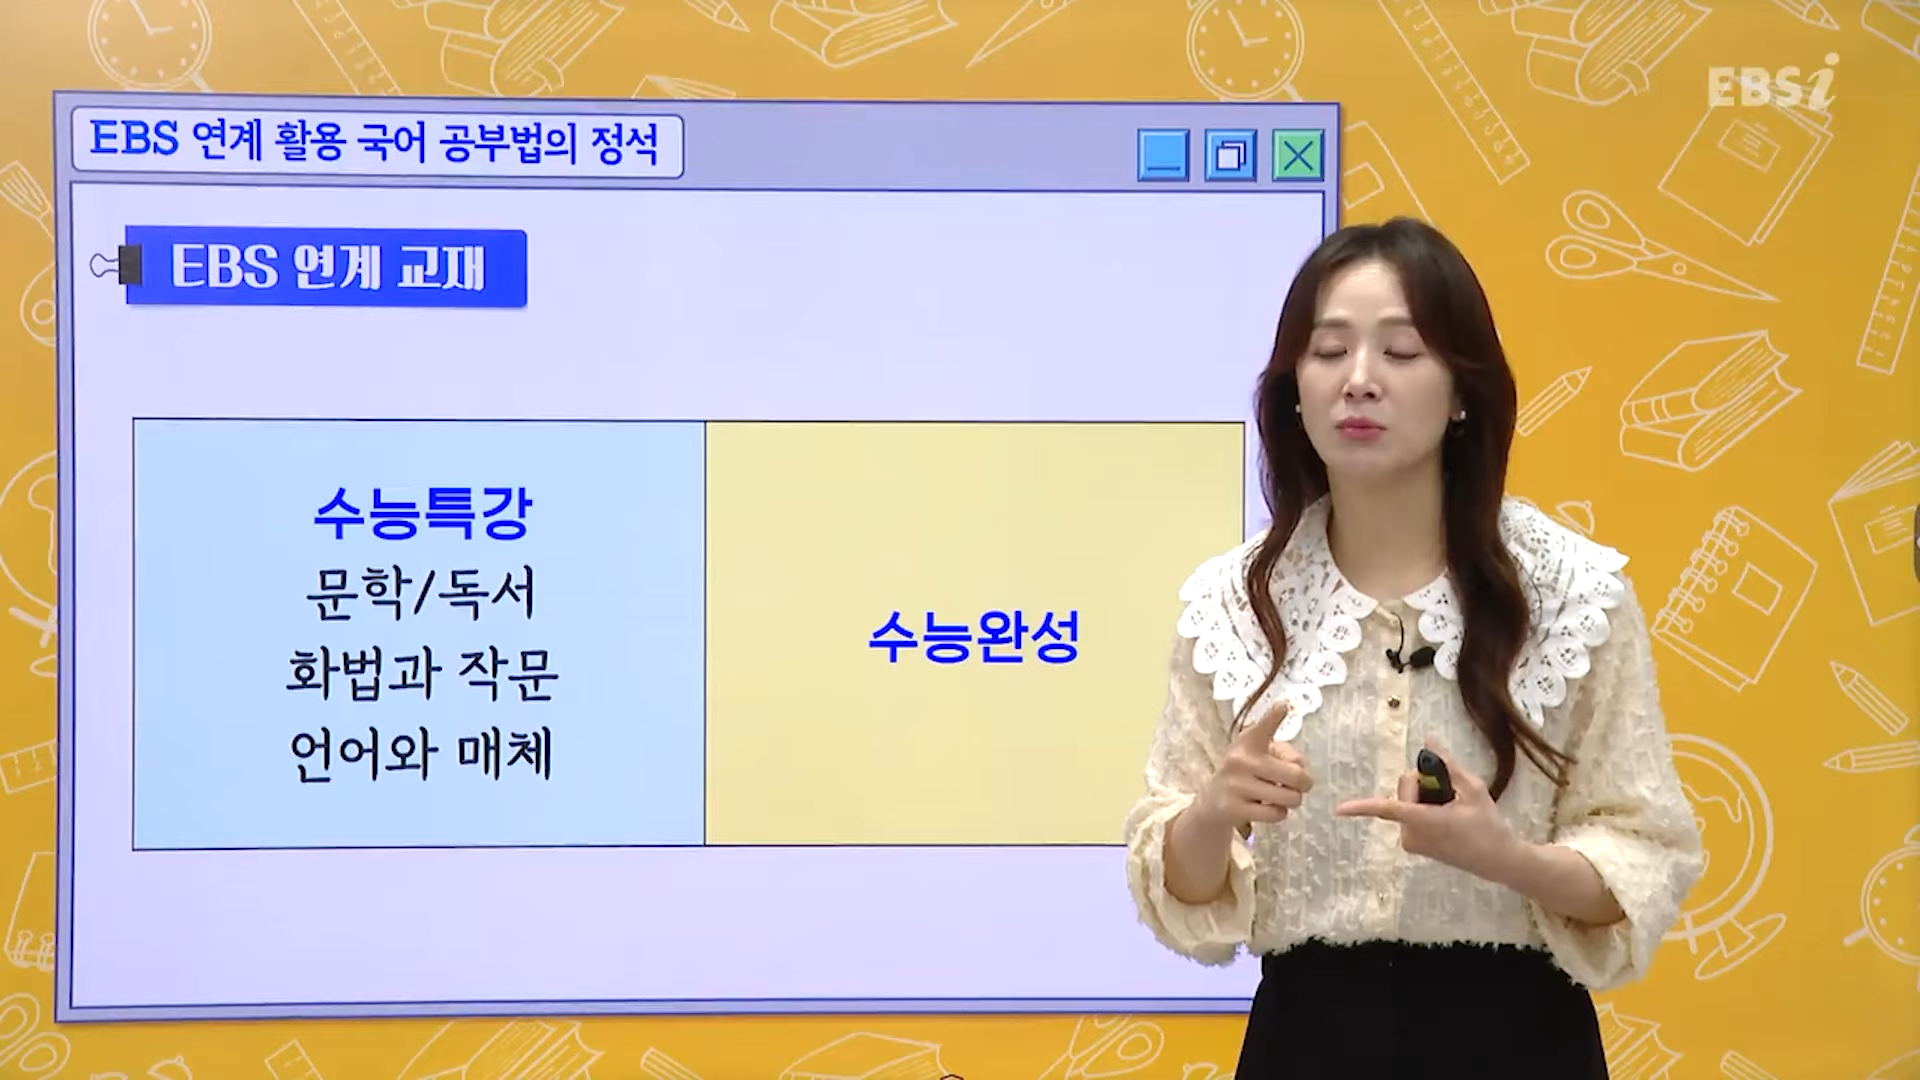 EBSi
EBS 연계 활용 국어 공부법의 정석
EBS 연계 교재
수능특강
문학/독서
화법과 작문
언어와 매체
수능완성